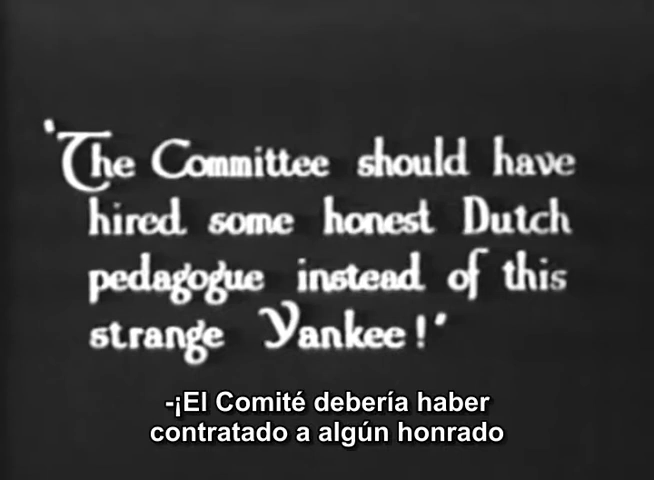 'The Committee should have
hired some honest Dutch
pedagogue instead of this
strange Yankee!'
-¡El Comité debería haber
contratado a algún honrado